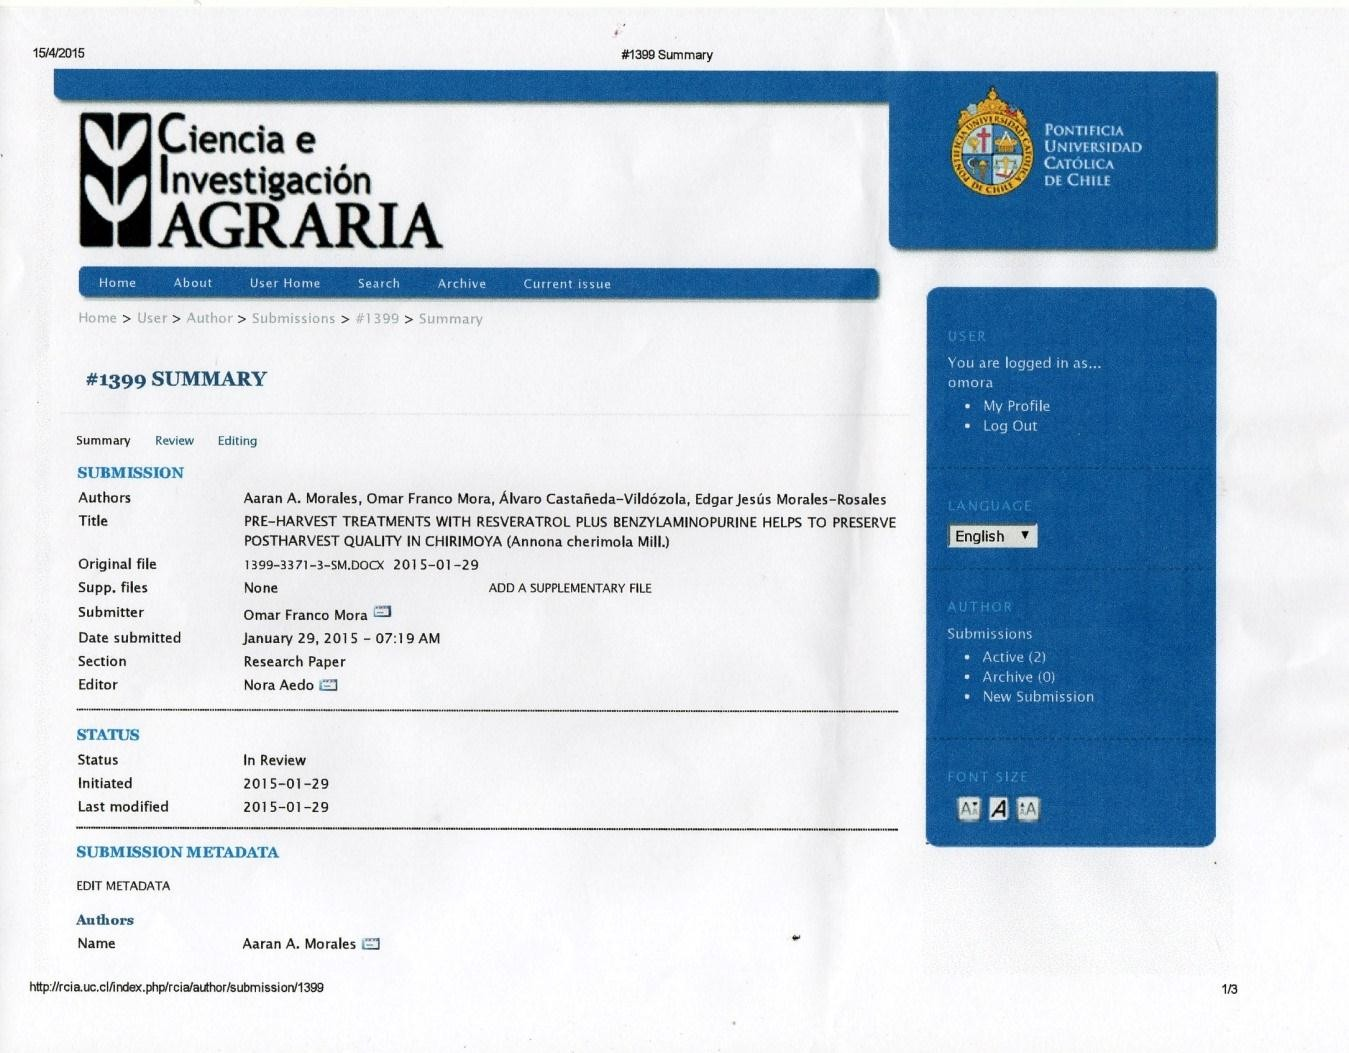 15/4/2015
#1399 Summary
Ciencia e
Investigación
AGRARIA
PONTIFICIA
UNIVERSIDAD
CATÓLICA
DE CHILE
Home About User Home Search Archive Current issue
Home > User > Author > Submissions > #1399 > Summary
#1399 SUMMARY
Summary Review Editing
SUBMISSION
Authors Aaran A. Morales, Omar Franco Mora, Álvaro Castañeda-Vildózola, Edgar Jesús Morales-Rosales
Title PRE-HARVEST TREATMENTS WITH RESVERATROL PLUS BENZYLAMINOPURINE HELPS TO PRESERVE
POSTHARVEST QUALITY IN CHIRIMOYA (Annona cherimola Mill.)
Original file 1399-3371-3-SM.DOCX 2015-01-29
Supp. files None ADD A SUPPLEMENTARY FILE
Submitter Omar Franco Mora
Date submitted January 29, 2015 - 07:19 AM
Section Research Paper
Editor Nora Aedo
STATUS
Status In Review
Initiated 2015-01-29
Last modified 2015-01-29
SUBMISSION METADATA
EDIT METADATA
Authors
Name Aaran A. Morales
USER
You are logged in as...
omora
• My Profile
• Log Out
LANGUAGE
English
AUTHOR
Submissions
• Active (2)
• Archive (0)
• New Submission
FONT SIZE
A A A
http://rcia.uc.cl/index.php/rcia/author/submission/1399
1/3